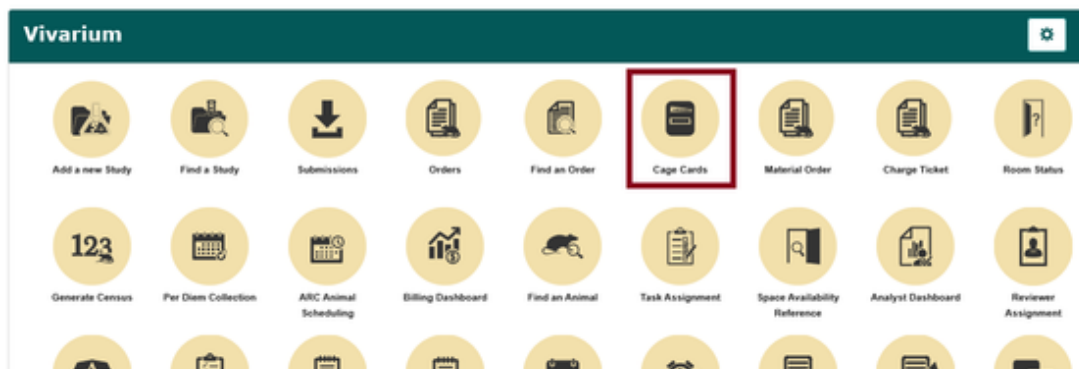 Vivarium
Add a new Study
Find a Study
Submissions
Orders
Find an Order
Cage Cards
Material Order
Charge Ticket
Room Status
?
123
Generate Census
Per Diem Collection
ARC Animal
Scheduling
Billing Dashboard
Find an Animal
Task Assignment
Space Availability
Reference
Analyst Dashboard
Reviewer
Assignment